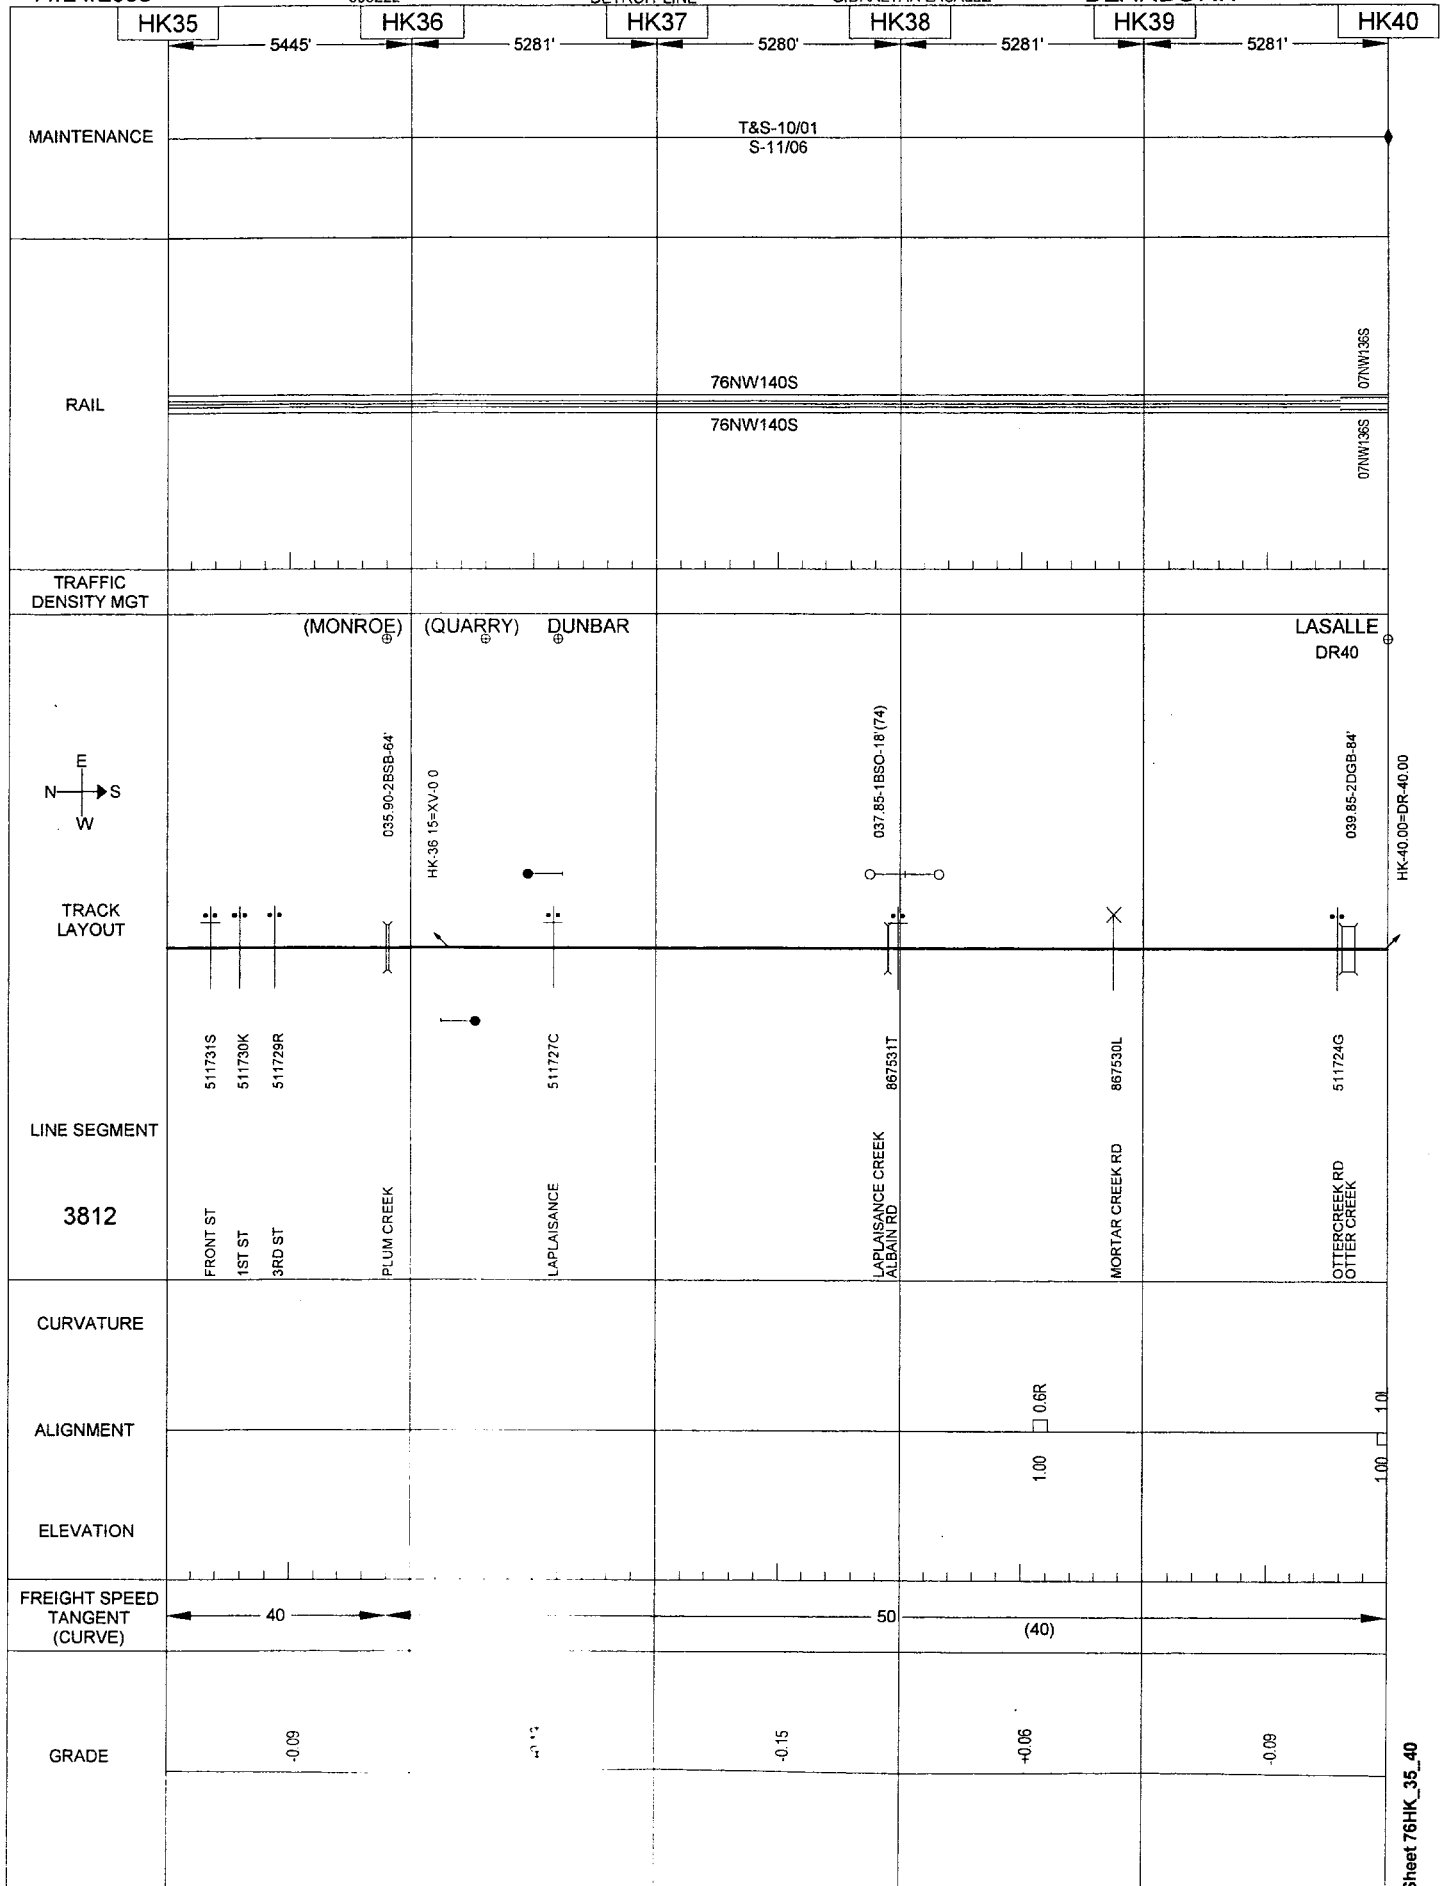 HK35 HK36 HK37 HK38 HK39 HK40
5445' 5281' 5280' 5281' 5281'
MAINTENANCE
T&S-10/01
S-11/06
RAIL
76NW140S
76NW140S
07NW136S
07NW136S
TRAFFIC
DENSITY MGT
(MONROE) (QUARRY) DUNBAR LASALLE
DR40
E
N S
W
035.90-2BSB-64'
HK-36 15=XV-0 0
037.85-1BSO-18'(74)
039.85-2DGB-84'
HK-40.00=DR-40.00
TRACK
LAYOUT
511731S
511730K
511729R
511727C
867531T
867530L
511724G
LINE SEGMENT
3812
FRONT ST
1ST ST
3RD ST
PLUM CREEK
LAPLAISANCE
LAPLAISANCE CREEK
ALBAIN RD
MORTAR CREEK RD
OTTERCREEK RD
OTTER CREEK
CURVATURE
ALIGNMENT
0.6R
1.00
1.0L
1.00
ELEVATION
FREIGHT SPEED
TANGENT
(CURVE)
40 50
(40)
GRADE
-0.09
-0.15
+0.06
-0.09
Sheet 76HK_35_40